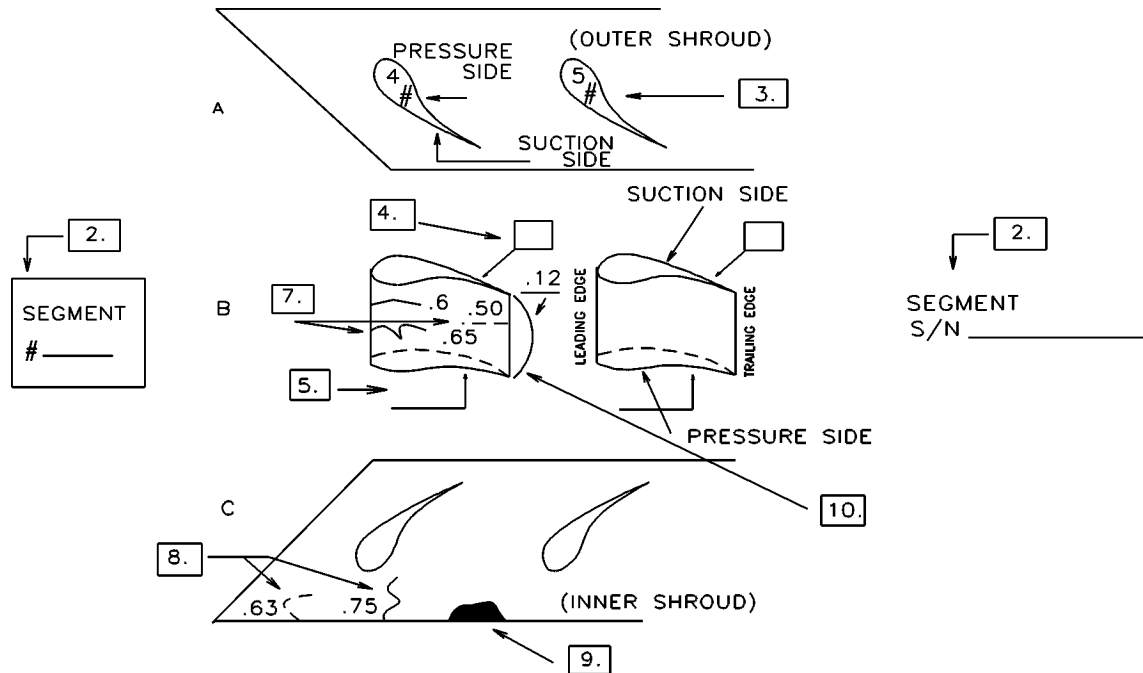 PRESSURE
SIDE
(OUTER SHROUD)
4
#
5
#
3.
A
SUCTION
SIDE
4.
SUCTION SIDE
2.
2.
SEGMENT
#
7.
B
.6
.50
.65
.12
LEADING EDGE
TRAILING EDGE
SEGMENT
S/N
5.
PRESSURE SIDE
C
10.
8.
.63
.75
(INNER SHROUD)
9.